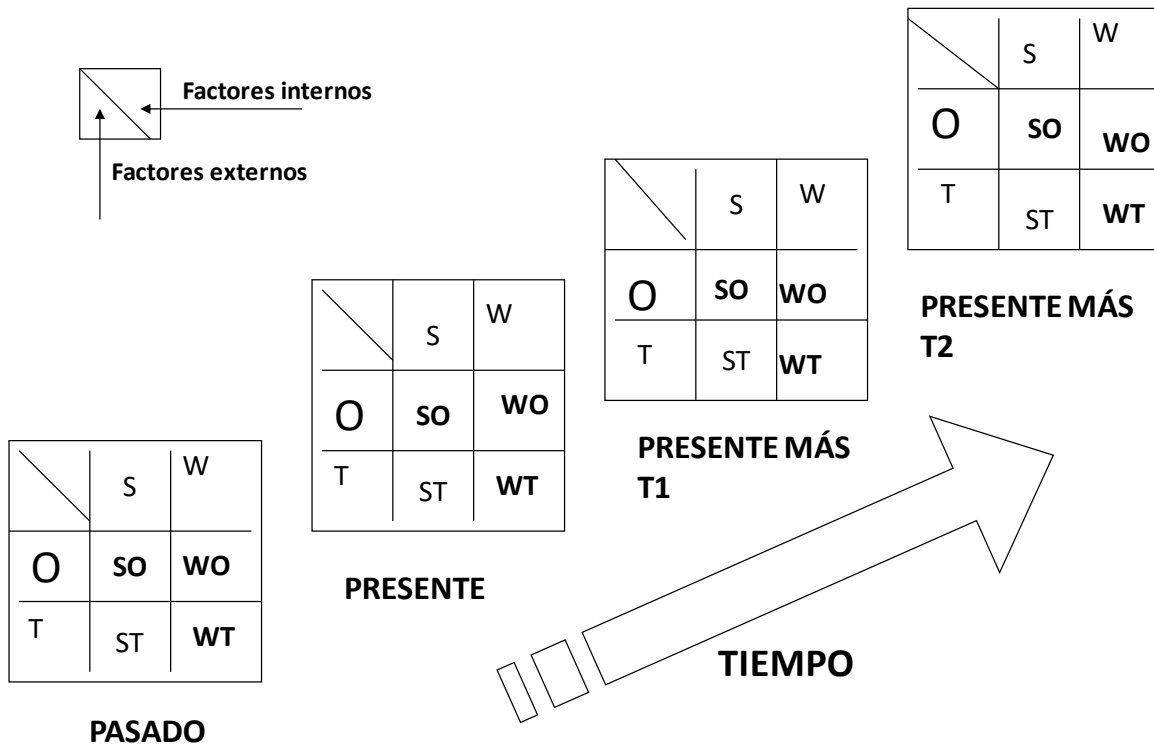 Factores internos
Factores externos
S W
O SO WO
T ST WT
PRESENTE MÁS
T2
S W
O SO WO
T ST WT
PRESENTE MÁS
T1
S W
O SO WO
T ST WT
PRESENTE
S W
O SO WO
T ST WT
PASADO
TIEMPO